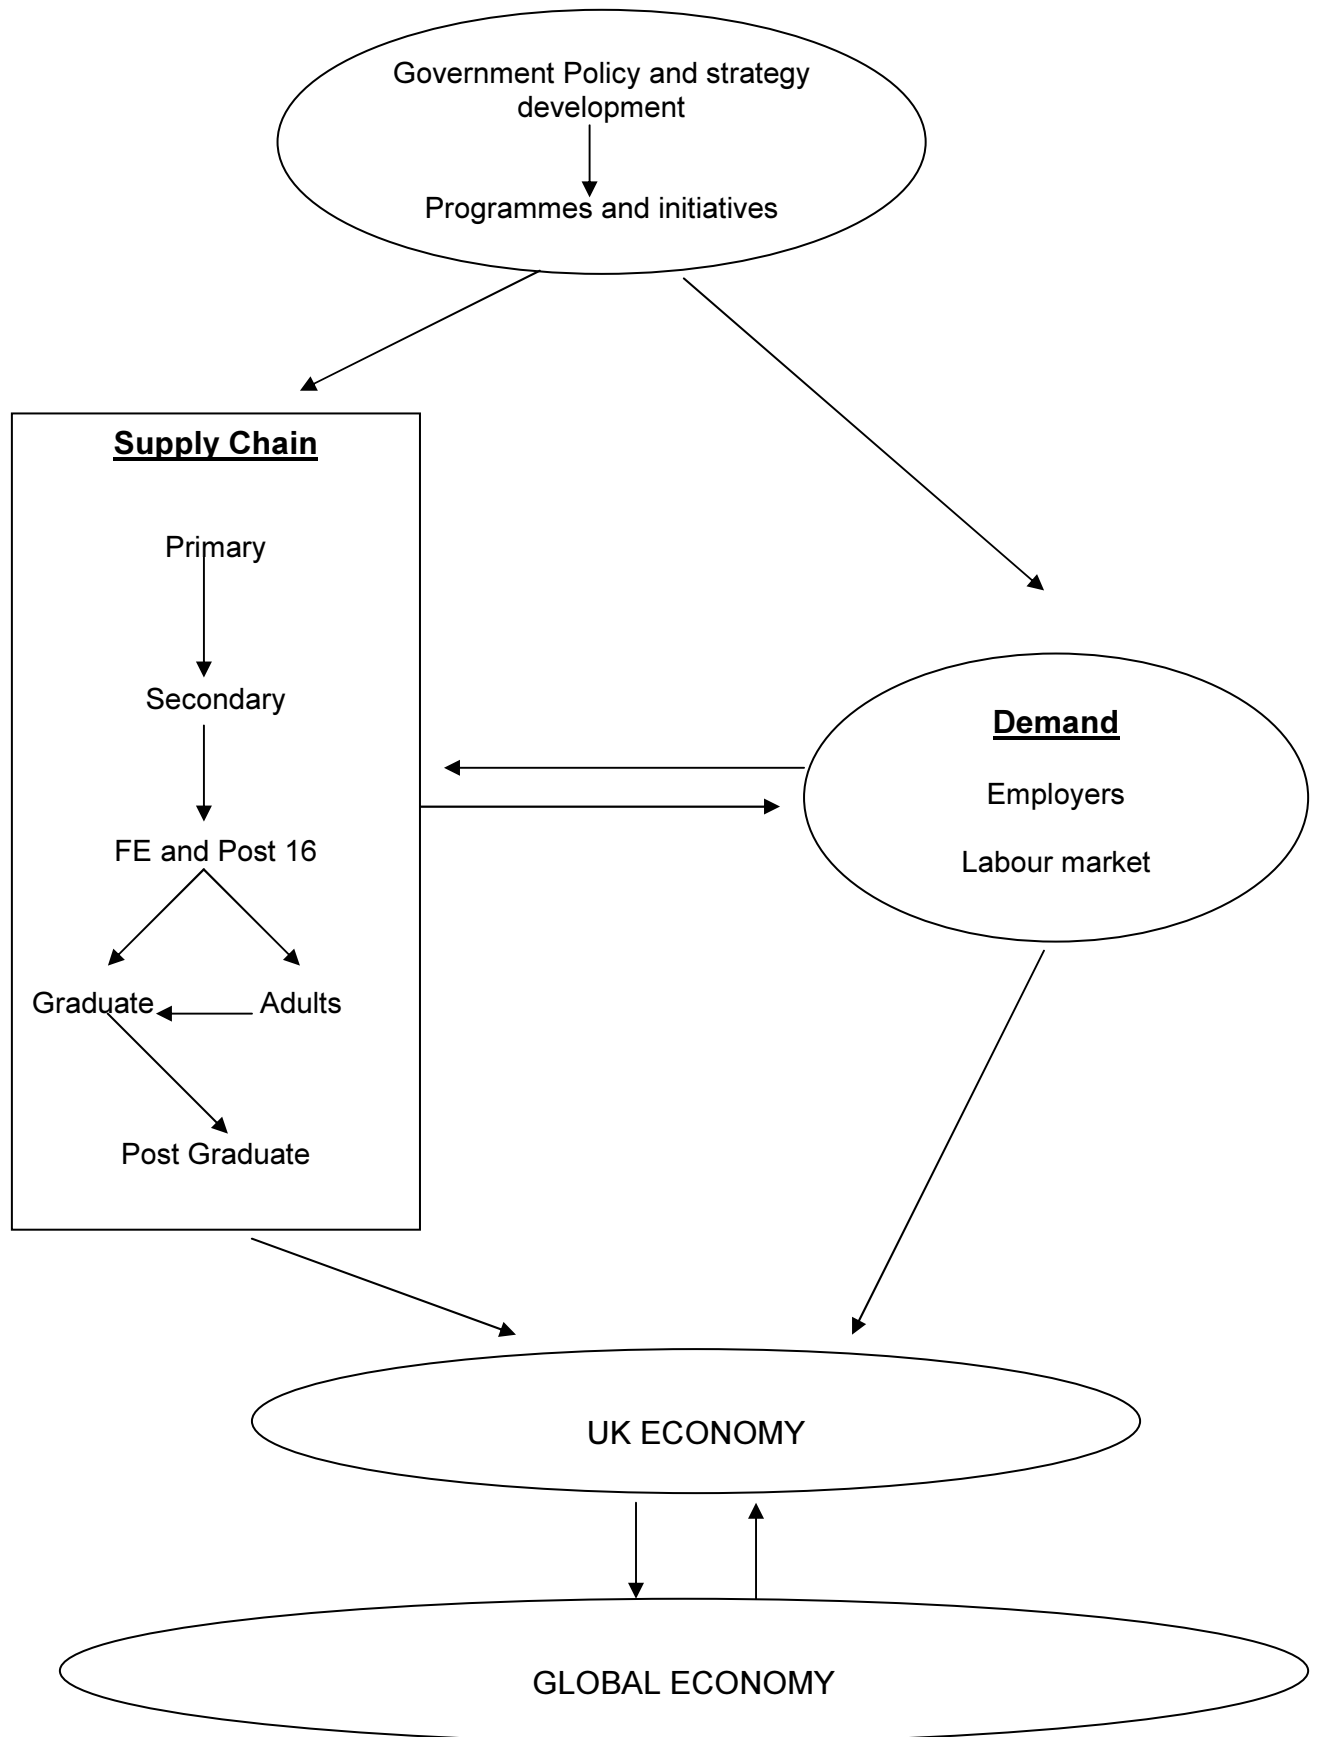 Government Policy and strategy
development
Programmes and initiatives
Supply Chain
Primary
Secondary
FE and Post 16
Graduate
Adults
Post Graduate
Demand
Employers
Labour market
UK ECONOMY
GLOBAL ECONOMY